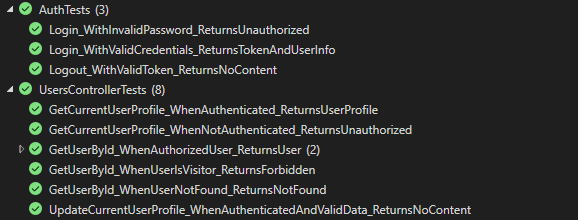 AuthTests (3)
Login_WithInvalidPassword_ReturnsUnauthorized
Login_WithValidCredentials_ReturnsTokenAndUserInfo
Logout_WithValidToken_ReturnsNoContent
UsersControllerTests (8)
GetCurrentUserProfile_WhenAuthenticated_ReturnsUserProfile
GetCurrentUserProfile_WhenNotAuthenticated_ReturnsUnauthorized
GetUserById_WhenAuthorizedUser_ReturnsUser (2)
GetUserById_WhenUserIsVisitor_ReturnsForbidden
GetUserById_WhenUserNotFound_ReturnsNotFound
UpdateCurrentUserProfile_WhenAuthenticatedAndValidData_ReturnsNoContent